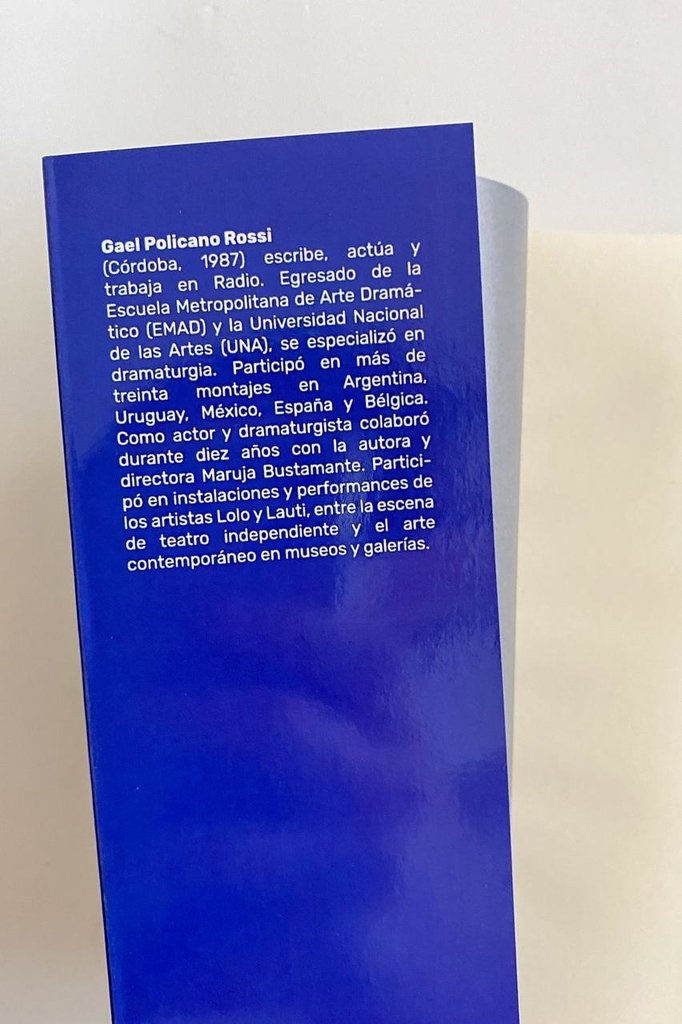 Gael Policano Rossi
(Córdoba, 1987) escribe, actúa y
trabaja en Radio. Egresado de la
Escuela Metropolitana de Arte Dramá-
tico (EMAD) y la Universidad Nacional
de las Artes (UNA), se especializó en
dramaturgia. Participó en más de
treinta montajes en Argentina,
Uruguay, México, España y Bélgica.
Como actor y dramaturgista colaboró
durante diez años con la autora y
directora Maruja Bustamante. Partici-
pó en instalaciones y performances de
los artistas Lolo y Lauti, entre la escena
de teatro independiente y el arte
contemporáneo en museos y galerías.